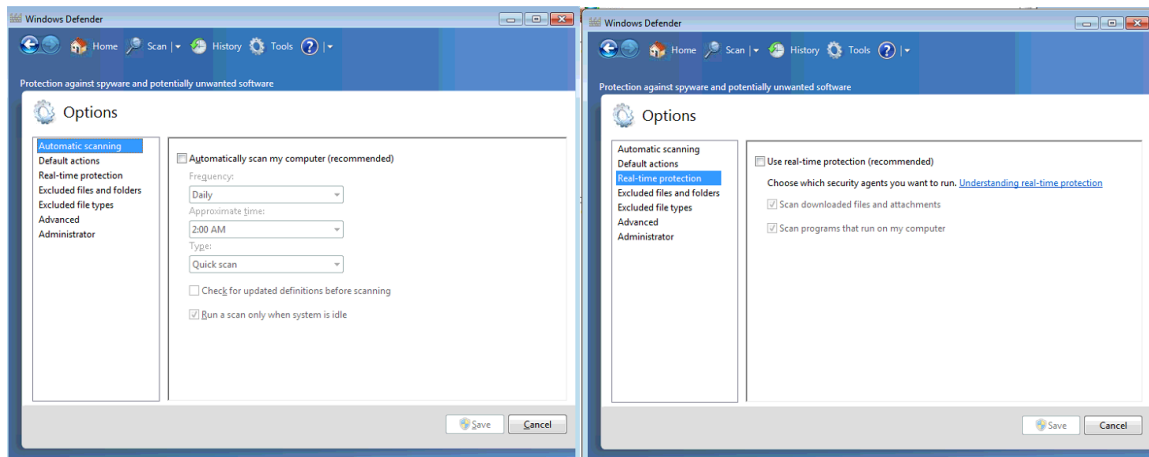 Windows Defender
Home Scan History Tools ?
Protection against spyware and potentially unwanted software
Options
Automatic scanning
Default actions
Real-time protection
Excluded files and folders
Excluded file types
Advanced
Administrator
Automatically scan my computer (recommended)
Frequency:
Daily
Approximate time:
2:00 AM
Type:
Quick scan
Check for updated definitions before scanning
Run a scan only when system is idle
Save Cancel
Windows Defender
Home Scan History Tools ?
Protection against spyware and potentially unwanted software
Options
Automatic scanning
Default actions
Real-time protection
Excluded files and folders
Excluded file types
Advanced
Administrator
Use real-time protection (recommended)
Choose which security agents you want to run. Understanding real-time protection
Scan downloaded files and attachments
Scan programs that run on my computer
Save Cancel